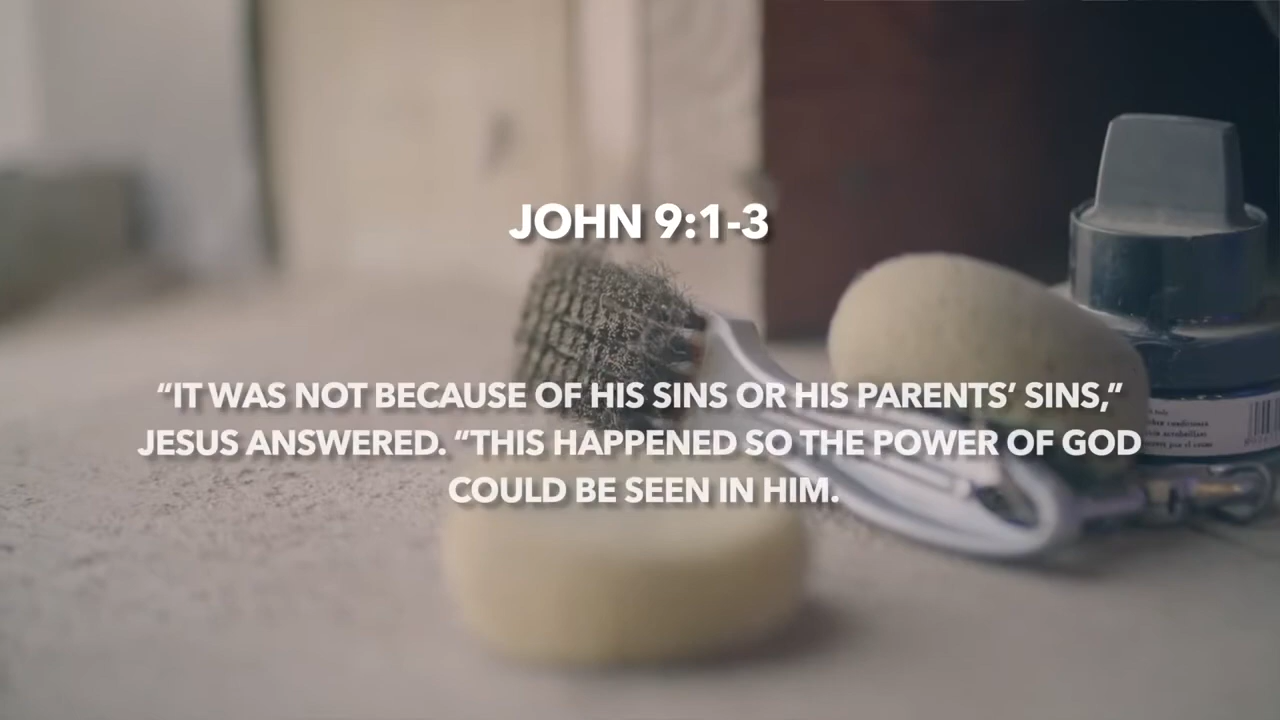 JOHN 9:1-3
“IT WAS NOT BECAUSE OF HIS SINS OR HIS PARENTS’ SINS,”
JESUS ANSWERED. “THIS HAPPENED SO THE POWER OF GOD
COULD BE SEEN IN HIM.